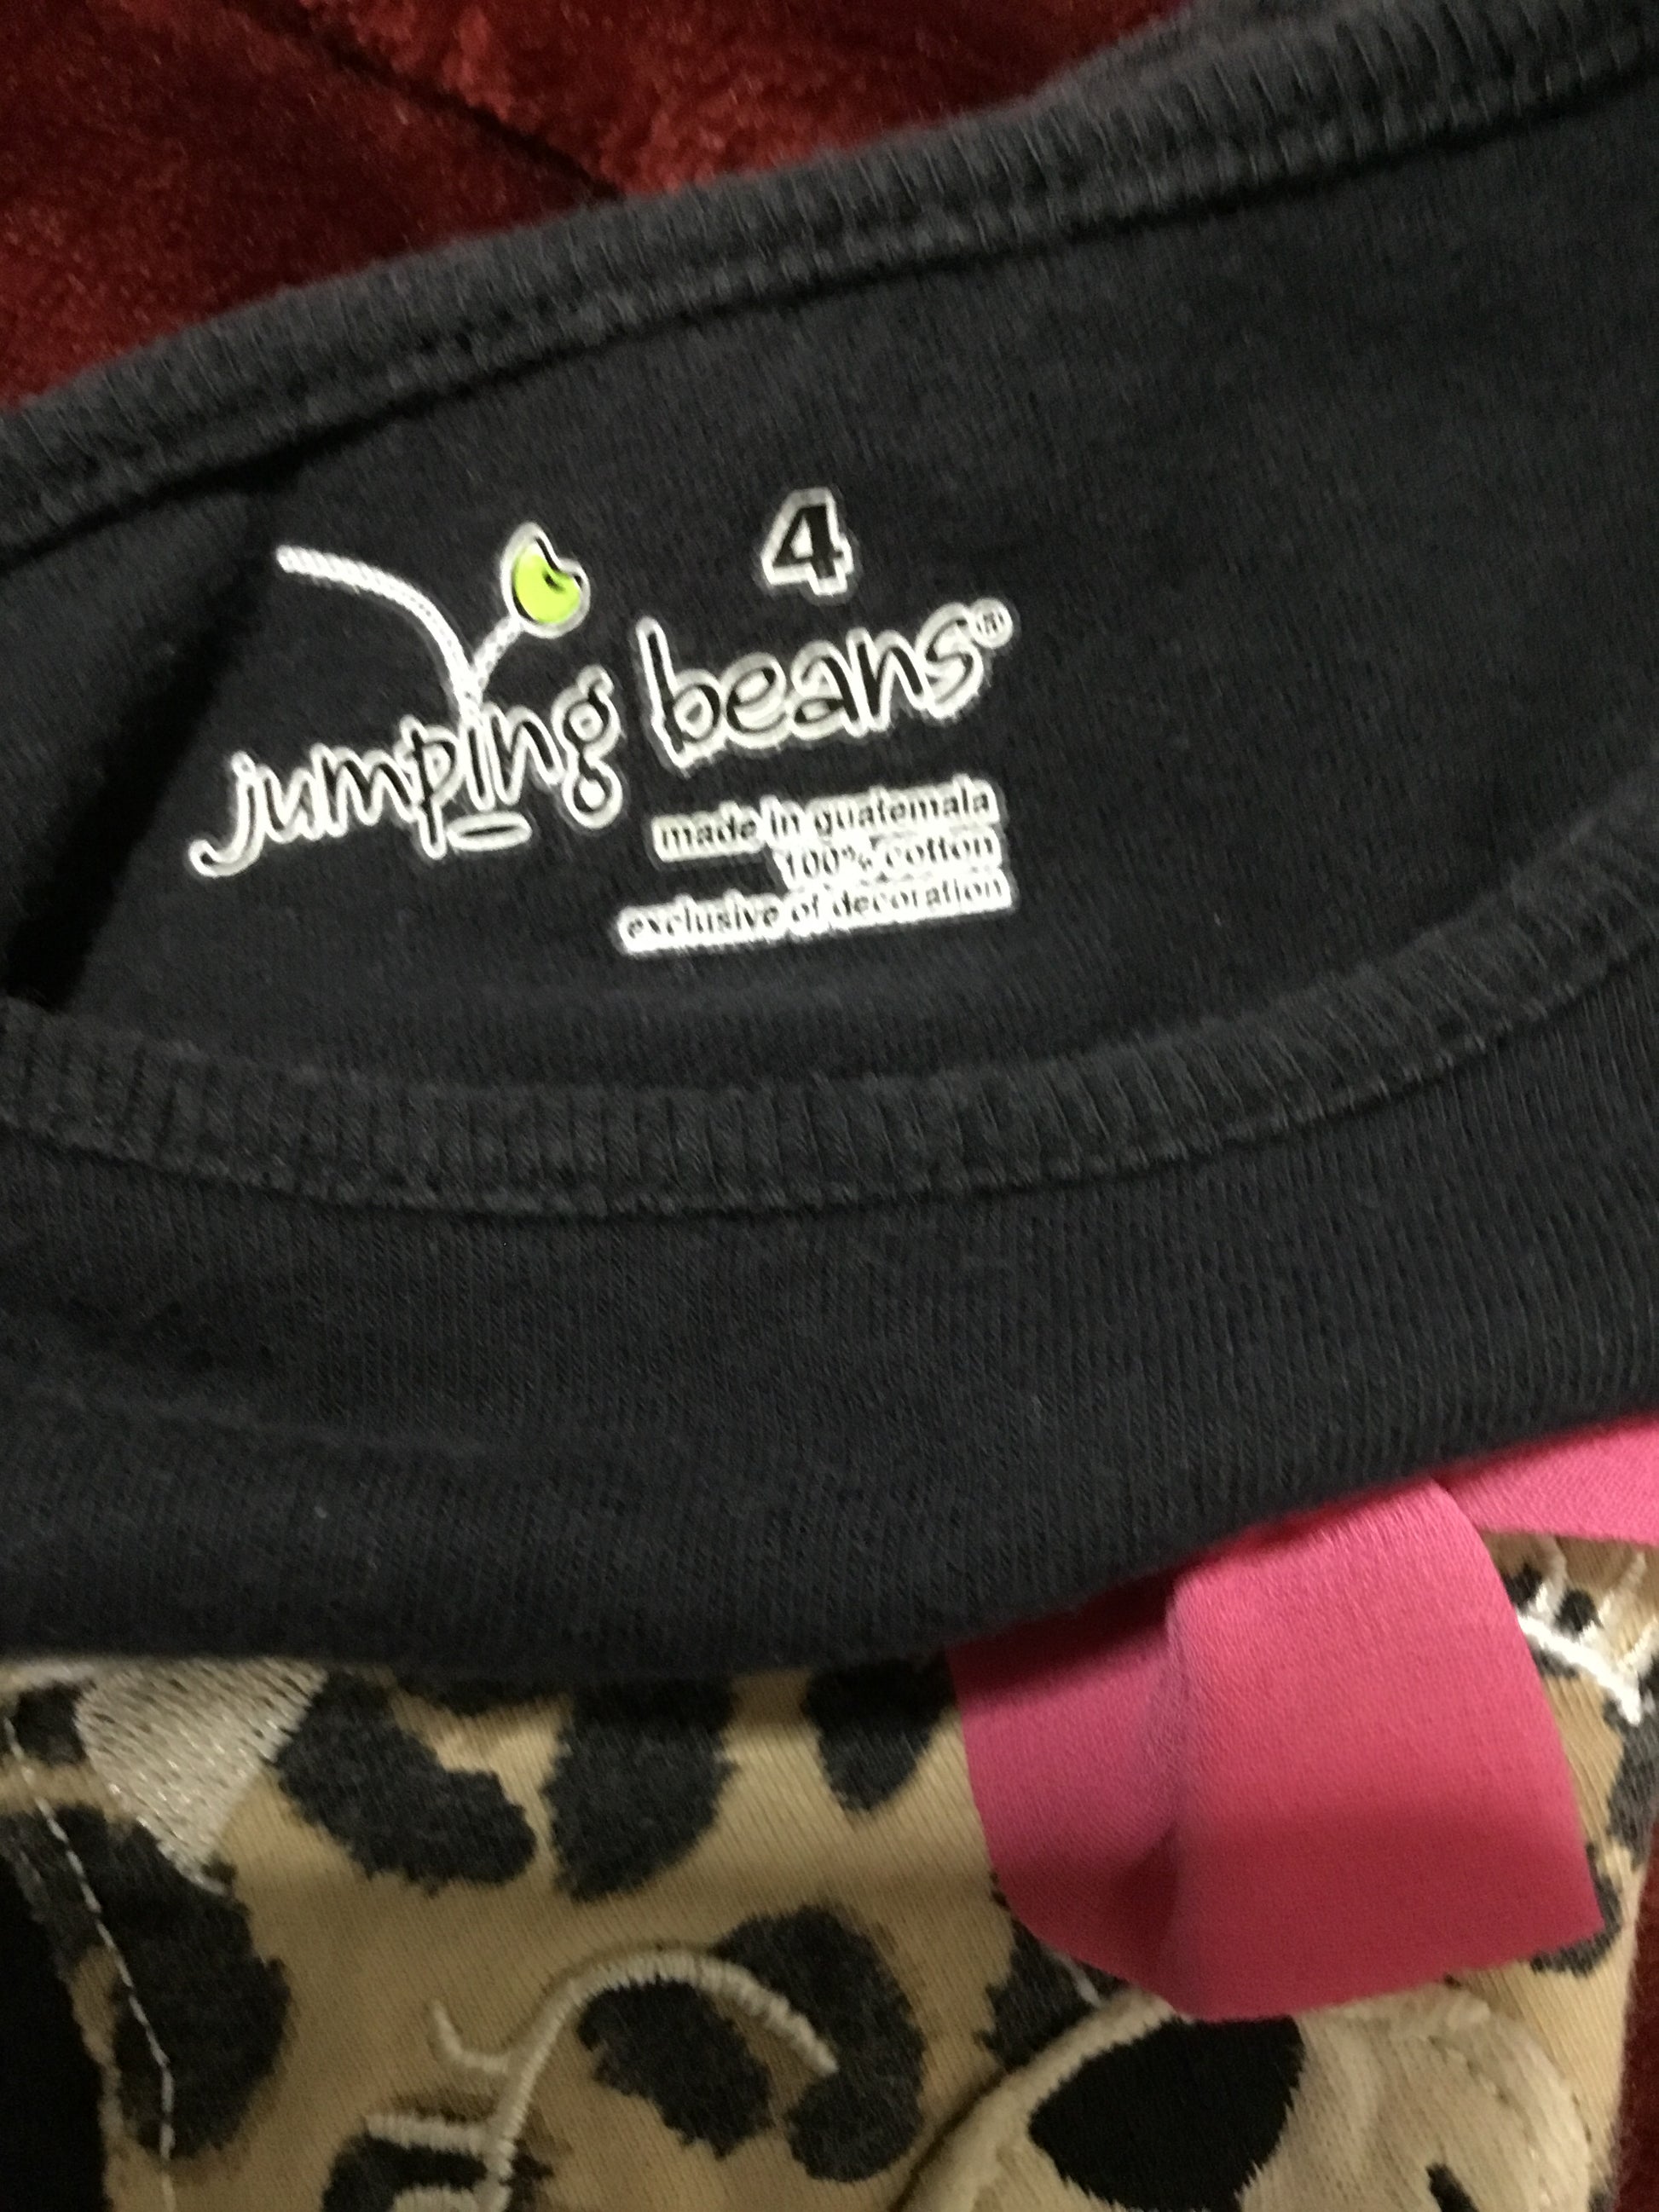 4
jumping beans®
made in guatemala
100% cotton
exclusive of decoration